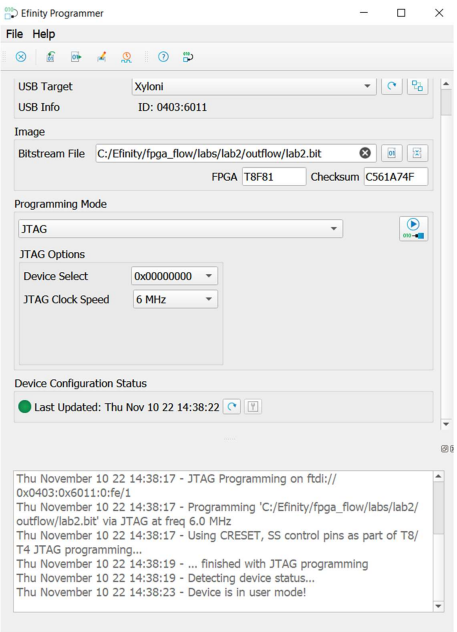 Efinity Programmer
File Help
USB Target Xyloni
USB Info ID: 0403:6011
Image
Bitstream File C:/Efinity/fpga_flow/labs/lab2/outflow/lab2.bit
FPGA T8F81 Checksum C561A74F
Programming Mode
JTAG
JTAG Options
Device Select 0x00000000
JTAG Clock Speed 6 MHz
Device Configuration Status
Last Updated: Thu Nov 10 22 14:38:22
Thu November 10 22 14:38:17 - JTAG Programming on ftdi://
0x0403:0x6011:0:fe/1
Thu November 10 22 14:38:17 - Programming 'C:/Efinity/fpga_flow/labs/lab2/
outflow/lab2.bit' via JTAG at freq 6.0 MHz
Thu November 10 22 14:38:17 - Using CRESET, SS control pins as part of T8/
T4 JTAG programming...
Thu November 10 22 14:38:19 - ... finished with JTAG programming
Thu November 10 22 14:38:19 - Detecting device status...
Thu November 10 22 14:38:23 - Device is in user mode!